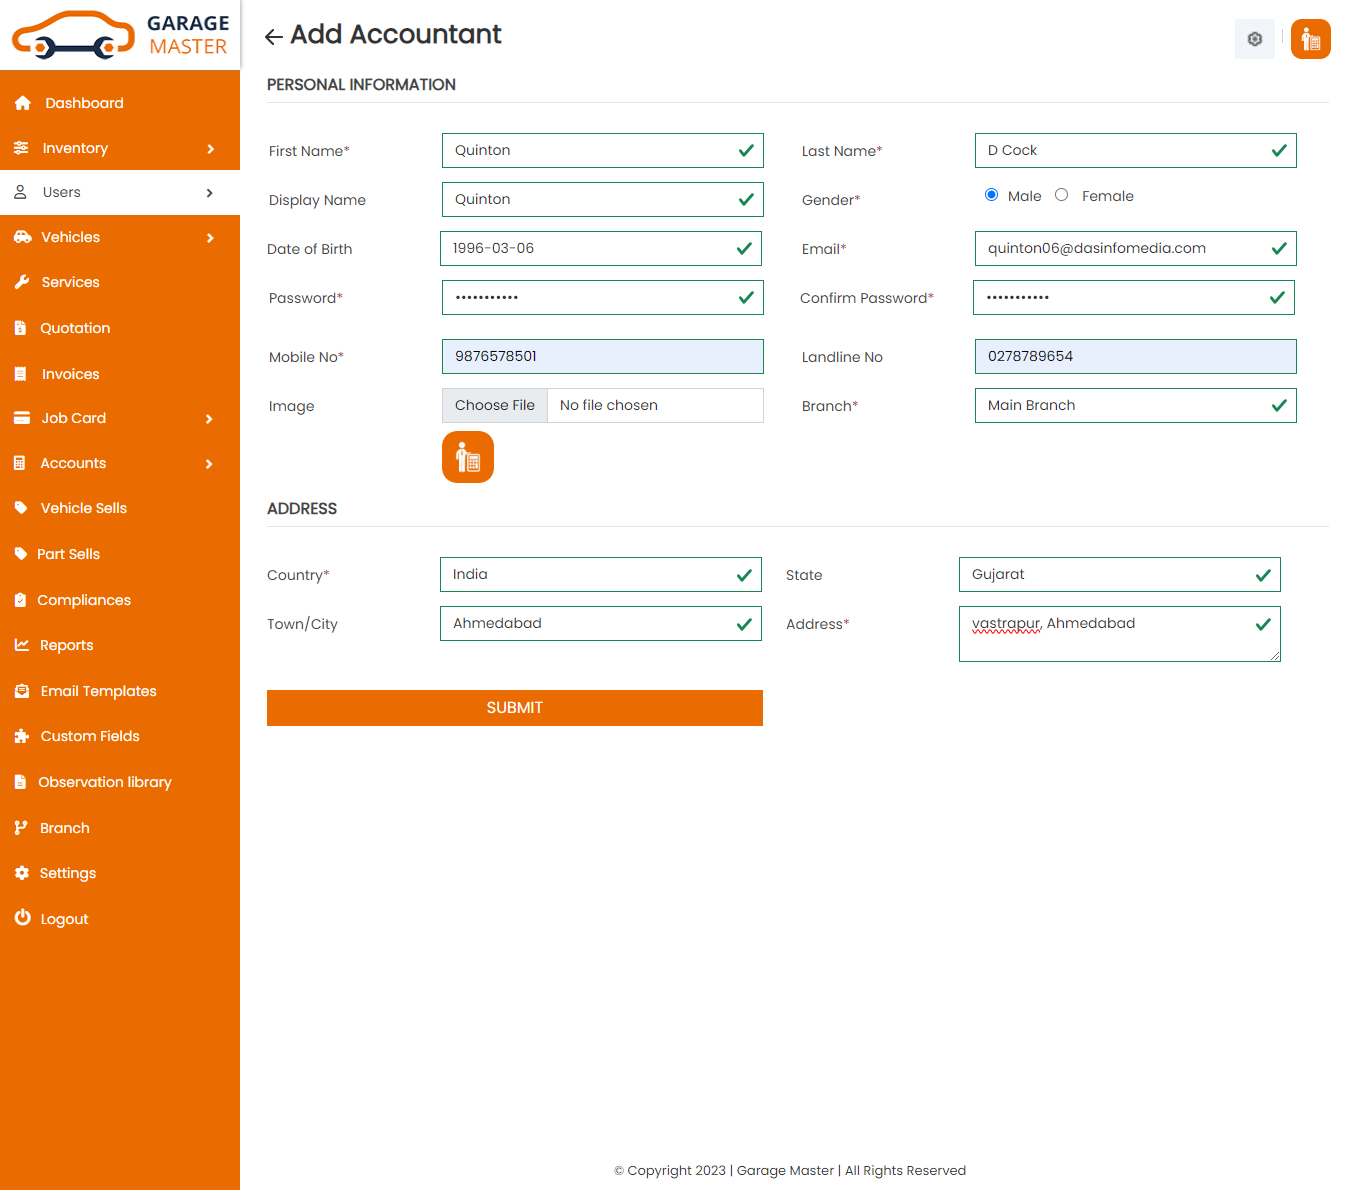 GARAGE
MASTER
Dashboard
Inventory
Users
Vehicles
Services
Quotation
Invoices
Job Card
Accounts
Vehicle Sells
Part Sells
Compliances
Reports
Email Templates
Custom Fields
Observation library
Branch
Settings
Logout
Add Accountant
PERSONAL INFORMATION
First Name* Quinton Last Name* D Cock
Display Name Quinton Gender* Male Female
Date of Birth 1996-03-06 Email* quinton06@dasinfomedia.com
Password* ••••••••••• Confirm Password* •••••••••••
Mobile No* 9876578501 Landline No 0278789654
Image Choose File No file chosen Branch* Main Branch
ADDRESS
Country* India State Gujarat
Town/City Ahmedabad Address* vastrapur, Ahmedabad
SUBMIT
© Copyright 2023 | Garage Master | All Rights Reserved